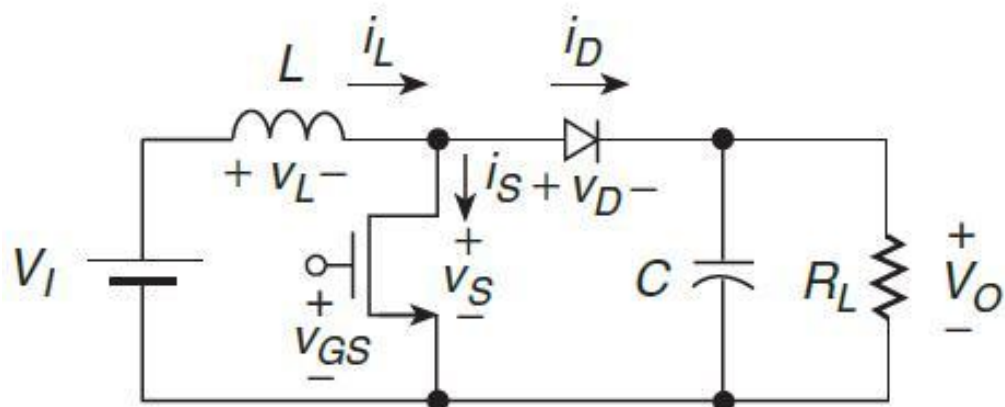 i_L i_D
L
+ v_L −
i_S + v_D −
V_I
+
v_GS
−
+
v_S
−
C
R_L
+
V_O
−